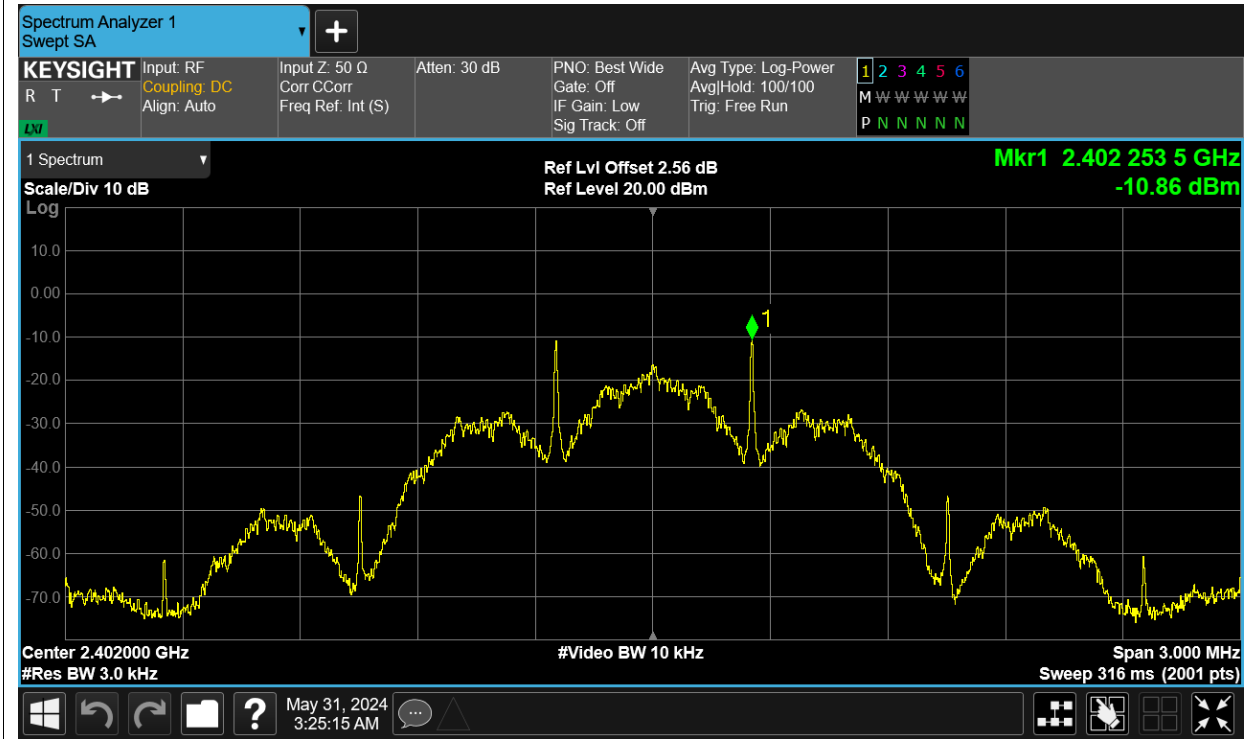 Spectrum Analyzer 1
Swept SA
+
KEYSIGHT
R T
LXI
Input: RF
Coupling: DC
Align: Auto
Input Z: 50 Ω
Corr CCorr
Freq Ref: Int (S)
Atten: 30 dB
PNO: Best Wide
Gate: Off
IF Gain: Low
Sig Track: Off
Avg Type: Log-Power
Avg|Hold: 100/100
Trig: Free Run
1 2 3 4 5 6
M W W W W W
P N N N N N
1 Spectrum
Scale/Div 10 dB
Log
Ref Lvl Offset 2.56 dB
Ref Level 20.00 dBm
Mkr1 2.402 253 5 GHz
-10.86 dBm
10.0
0.00
-10.0
-20.0
-30.0
-40.0
-50.0
-60.0
-70.0
1
Center 2.402000 GHz
#Res BW 3.0 kHz
#Video BW 10 kHz
Span 3.000 MHz
Sweep 316 ms (2001 pts)
?
May 31, 2024
3:25:15 AM